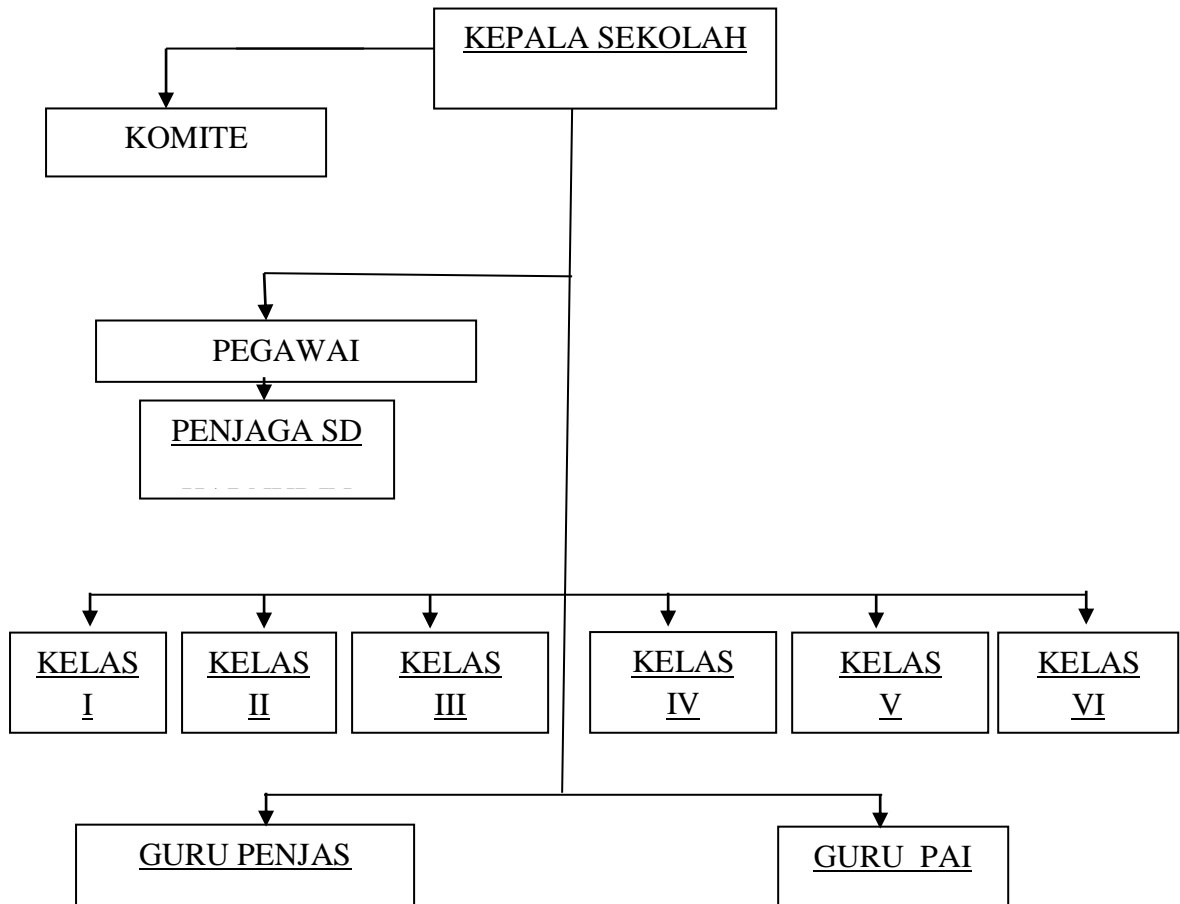 KEPALA SEKOLAH
KOMITE
PEGAWAI
PENJAGA SD
KELAS
I
KELAS
II
KELAS
III
KELAS
IV
KELAS
V
KELAS
VI
GURU PENJAS
GURU PAI